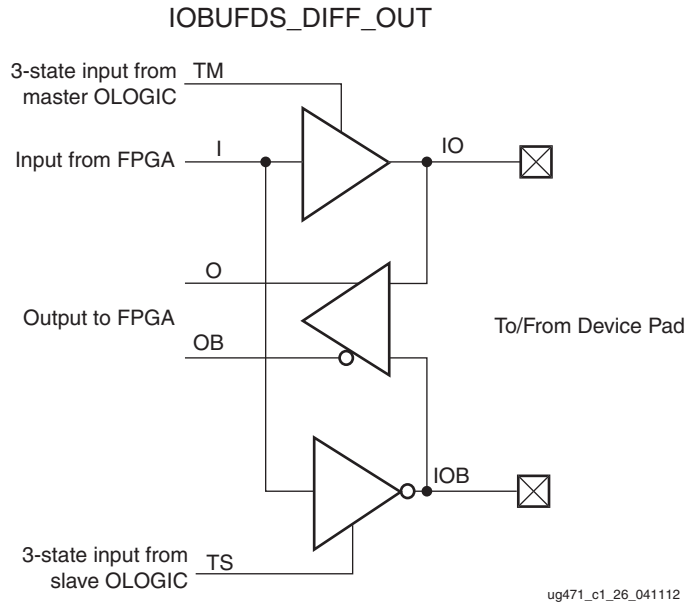 IOBUFDS_DIFF_OUT
3-state input from
master OLOGIC
TM
Input from FPGA
I
IO
O
Output to FPGA
To/From Device Pad
OB
IOB
3-state input from
slave OLOGIC
TS
ug471_c1_26_041112